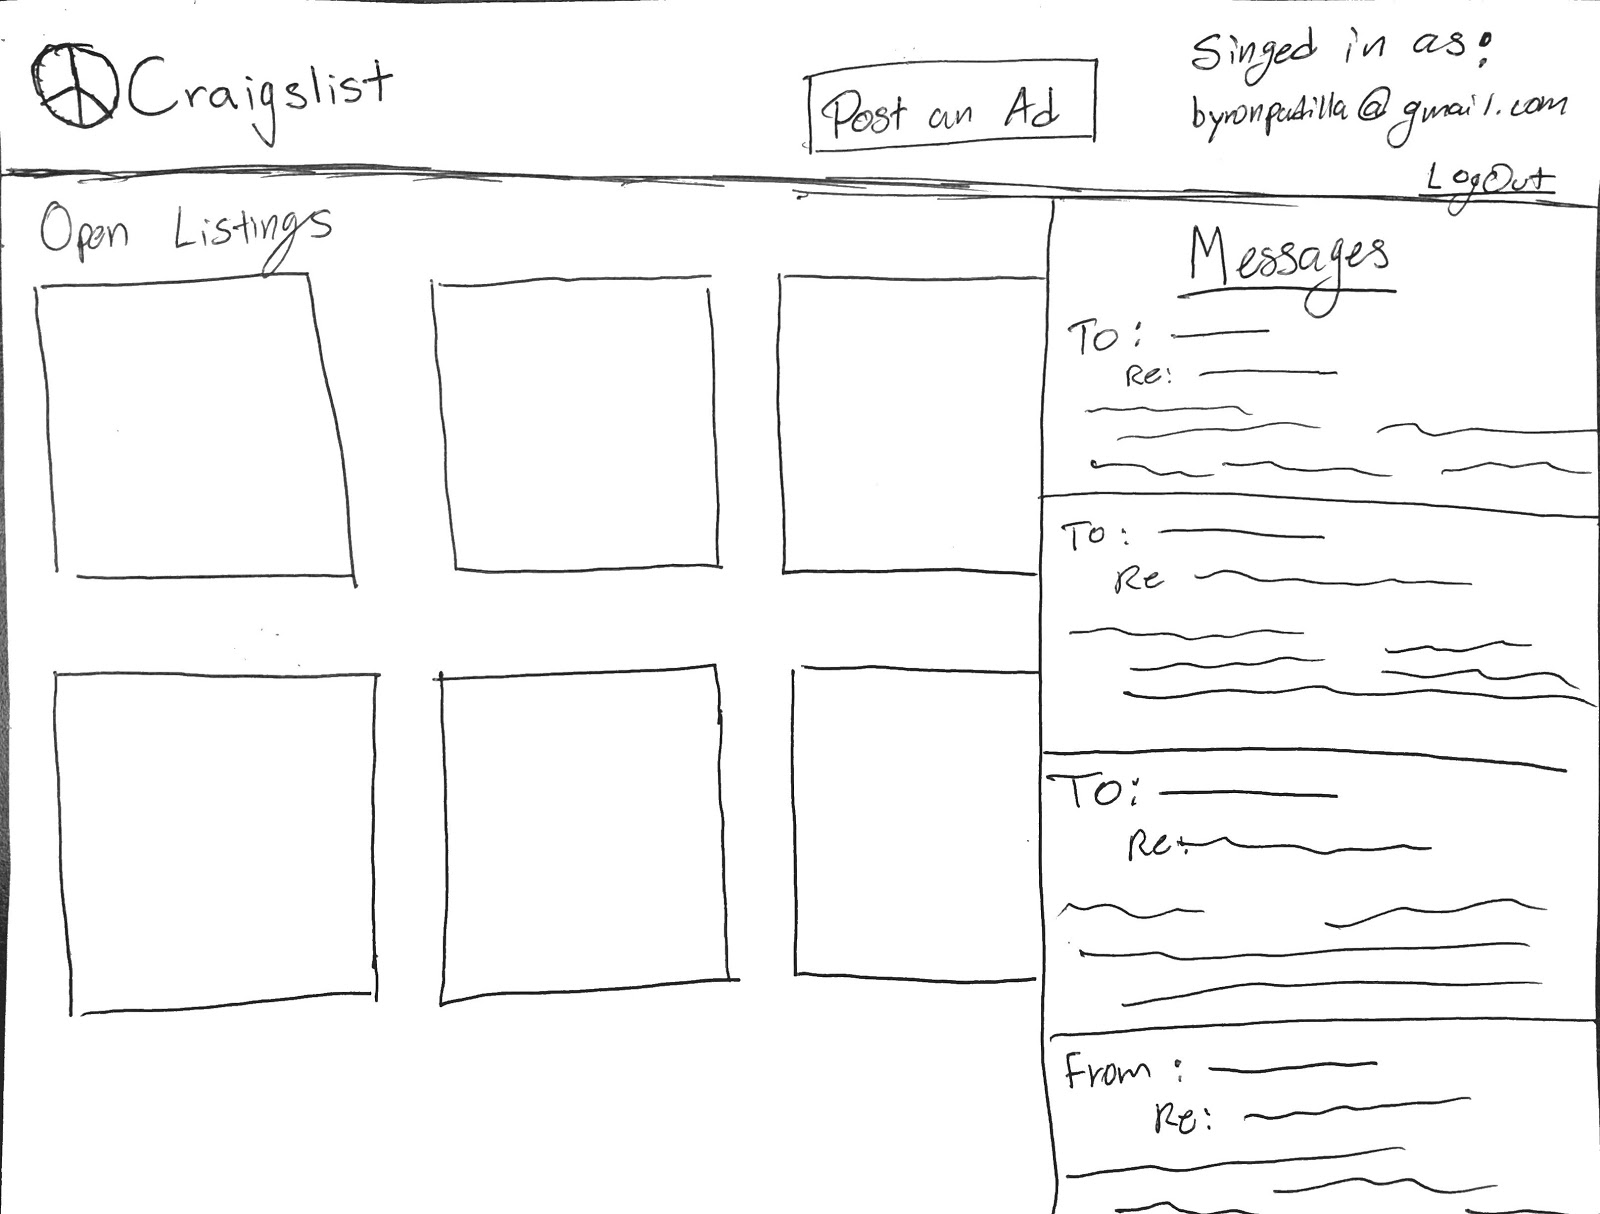 Craigslist
Post an Ad
Singed in as:
byronpadilla@gmail.com
LogOut
Open Listings
Messages
To:
Re:
To:
Re
To:
Re:
From:
Re: